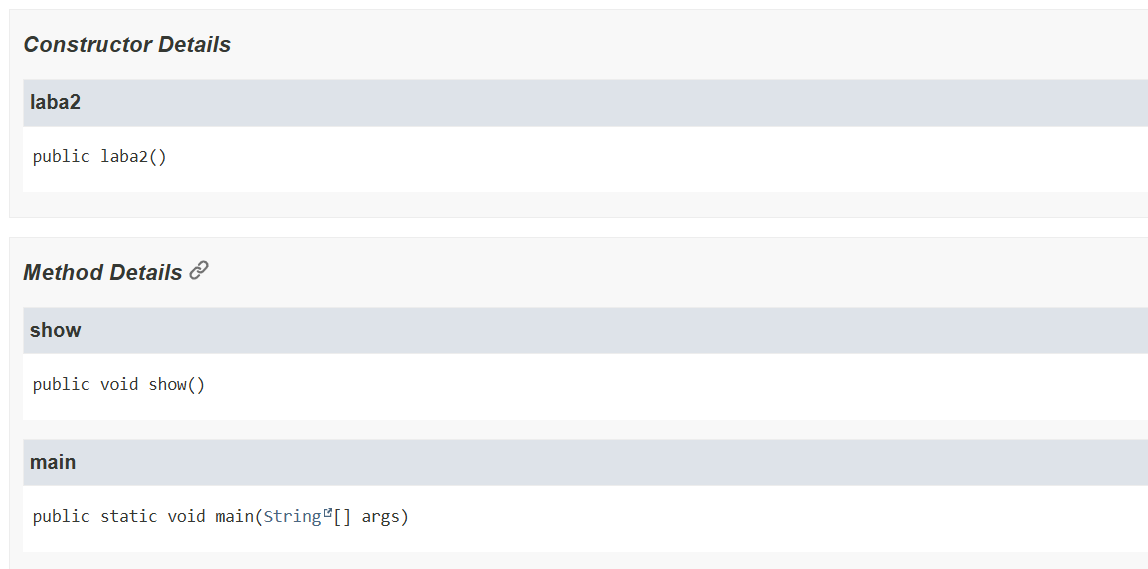 Constructor Details
laba2
public laba2()
Method Details
show
public void show()
main
public static void main(String[] args)